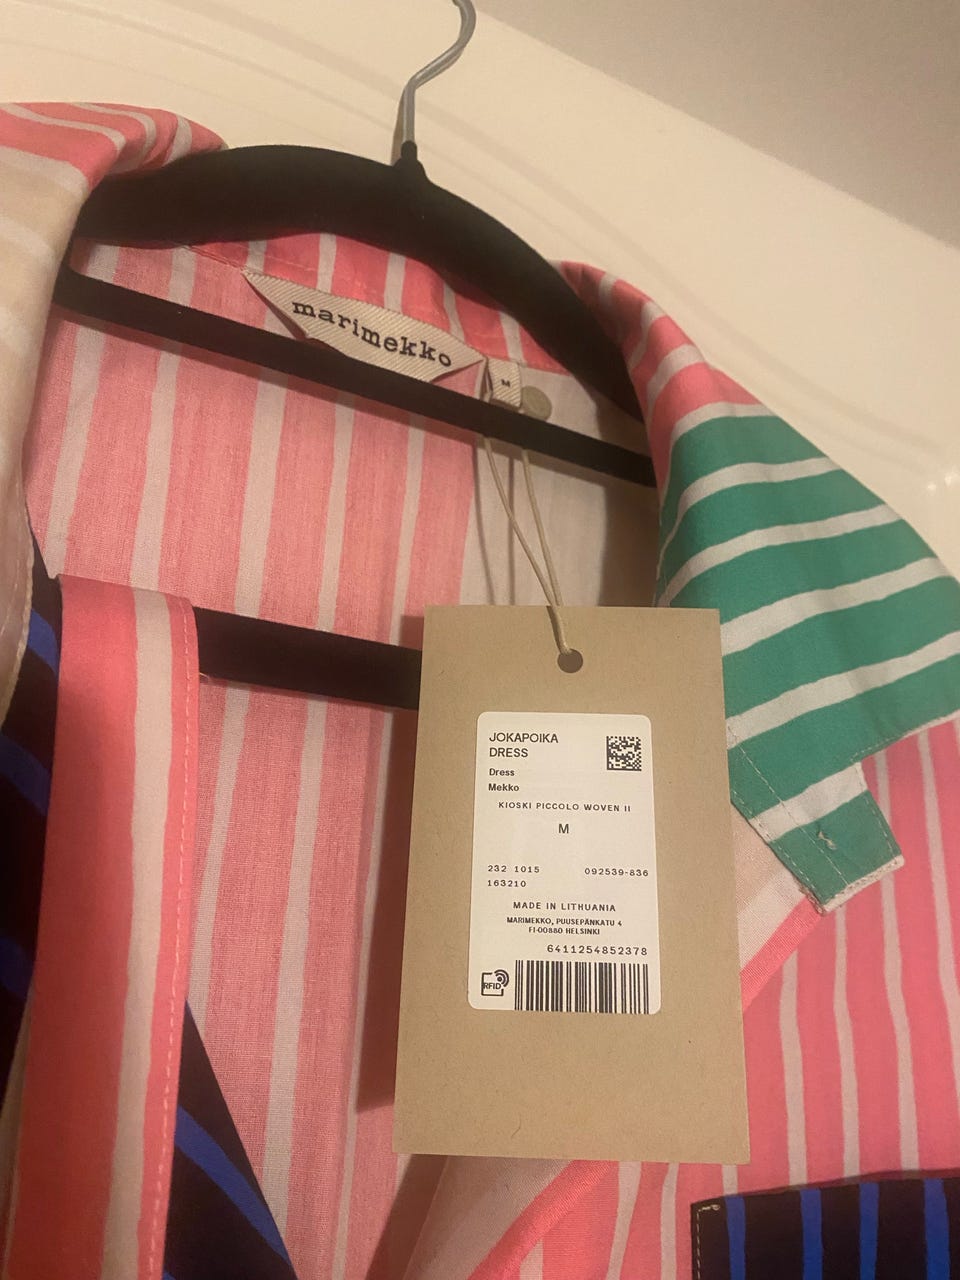 marimekko
M
JOKAPOIKA
DRESS
Dress
Mekko
KIOSKI PICCOLO WOVEN II
M
232 1015 092539-836
163210
MADE IN LITHUANIA
MARIMEKKO, PUUSEPÄNKATU 4
FI-00880 HELSINKI
6411254852378
RFID